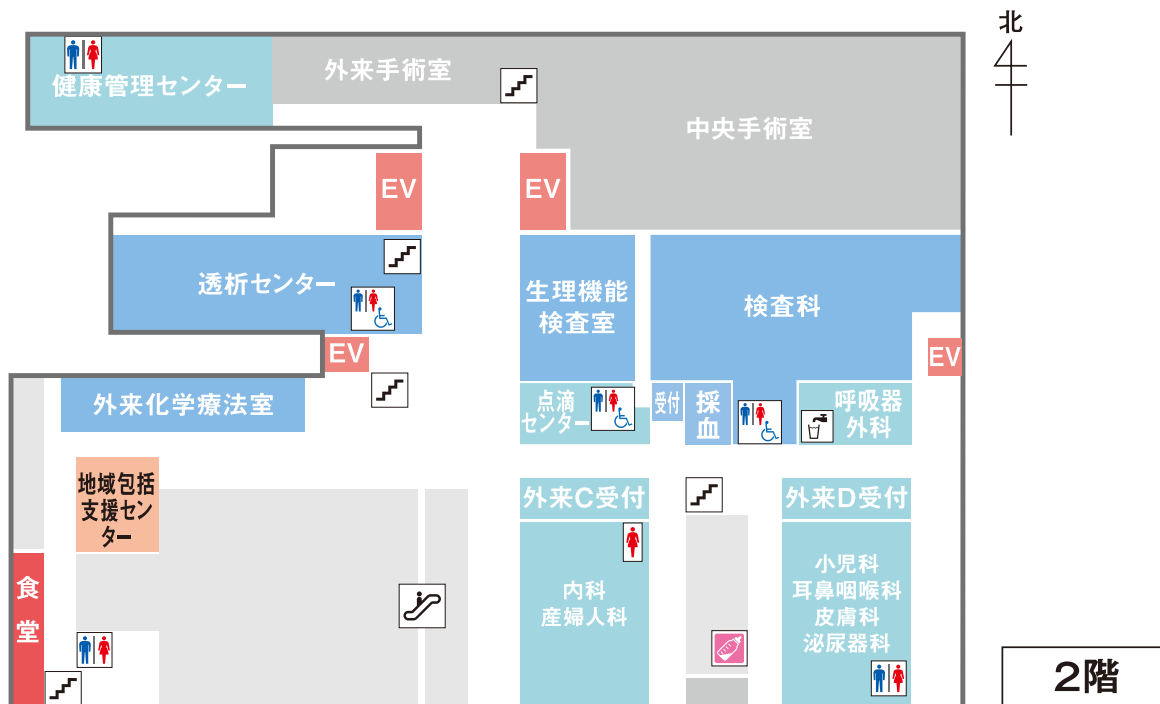 北
健康管理センター
外来手術室
中央手術室
EV
EV
透析センター
生理機能
検査室
検査科
EV
EV
外来化学療法室
点滴
センター
受付
採
血
呼吸器
外科
地域包括
支援セン
ター
外来C受付
外来D受付
食
堂
内科
産婦人科
小児科
耳鼻咽喉科
皮膚科
泌尿器科
2階